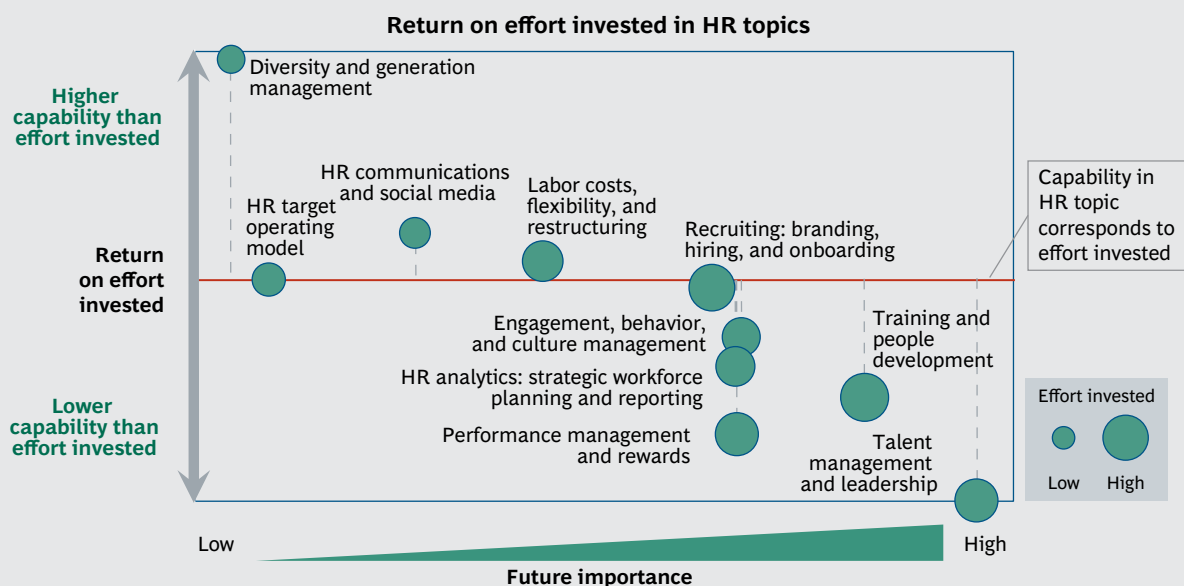 Return on effort invested in HR topics
Higher
capability than
effort invested
Return
on effort
invested
Lower
capability than
effort invested
Diversity and generation
management
HR target
operating
model
HR communications
and social media
Labor costs,
flexibility, and
restructuring
Recruiting: branding,
hiring, and onboarding
Engagement, behavior,
and culture management
HR analytics: strategic workforce
planning and reporting
Performance management
and rewards
Training and
people
development
Talent
management
and leadership
Capability in
HR topic
corresponds to
effort invested
Effort invested
Low High
Low High
Future importance